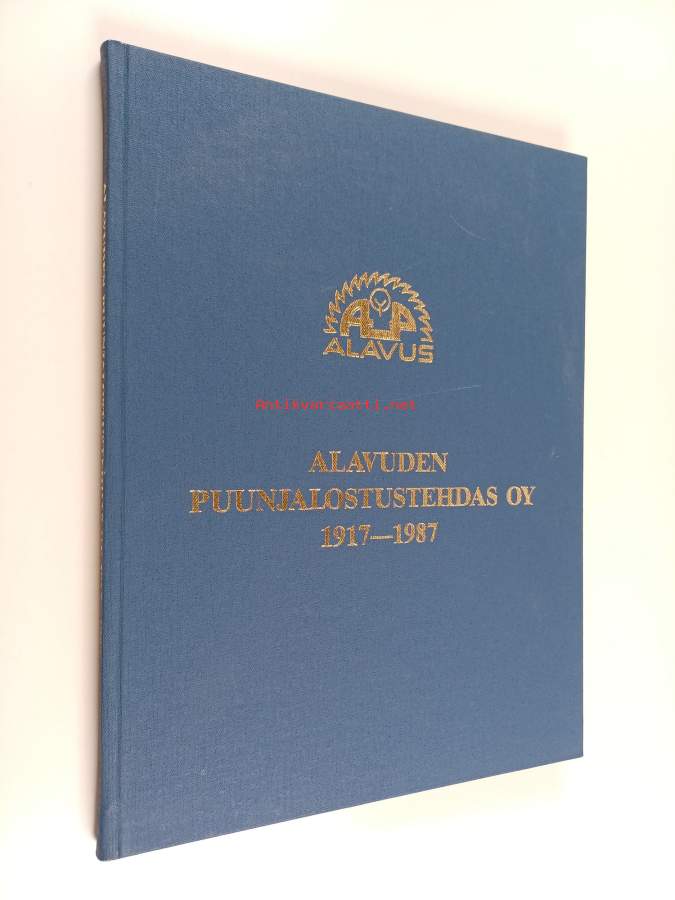 ALP
ALAVUS
Antikvariaatti.net
ALAVUDEN
PUUNJALOSTUSTEHDAS OY
1917—1987